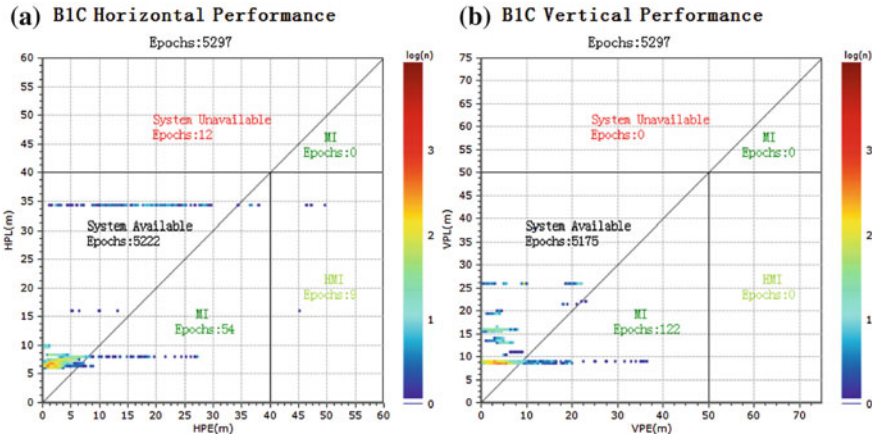 (a) B1C Horizontal Performance
Epochs:5297
60
55
50
45
40
35
30
25
20
15
10
5
0
HPL(m)
System Unavailable
Epochs:12
MI
Epochs:0
System Available
Epochs:5222
HMI
Epochs:9
MI
Epochs:54
0 5 10 15 20 25 30 35 40 45 50 55 60
HPE(m)
log(n)
3
2
1
0
(b) B1C Vertical Performance
Epochs:5297
75
70
65
60
55
50
45
40
35
30
25
20
15
10
5
0
VPL(m)
System Unavailable
Epochs:0
MI
Epochs:0
System Available
Epochs:5175
HMI
Epochs:0
MI
Epochs:122
0 10 20 30 40 50 60 70
VPE(m)
log(n)
3
2
1
0